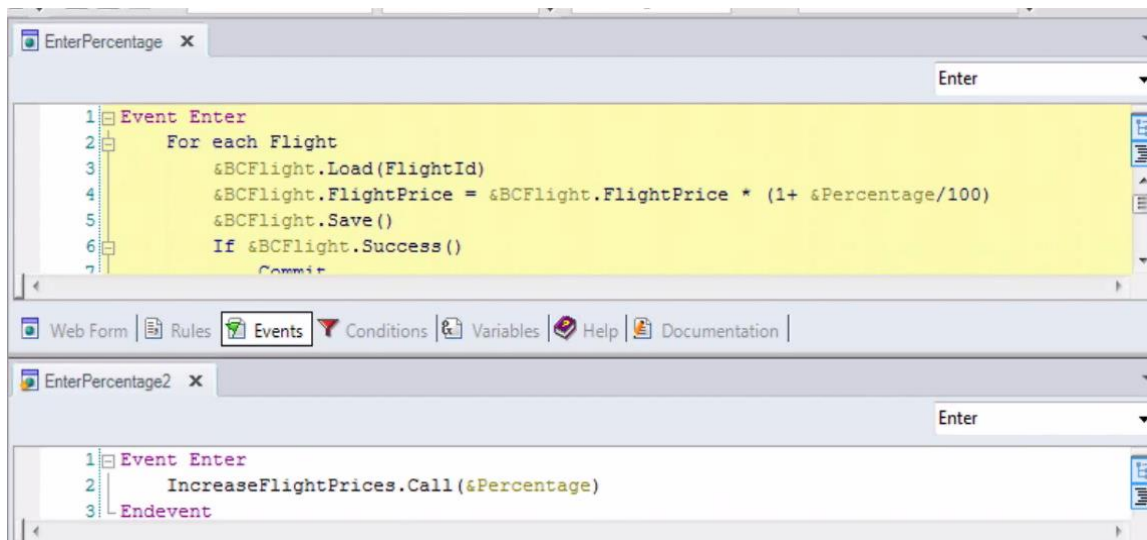 EnterPercentage X
Enter
1 Event Enter
2 For each Flight
3 &BCFlight.Load(FlightId)
4 &BCFlight.FlightPrice = &BCFlight.FlightPrice * (1+ &Percentage/100)
5 &BCFlight.Save()
6 If &BCFlight.Success()
7 Commit
Web Form Rules Events Conditions Variables Help Documentation
EnterPercentage2 X
Enter
1 Event Enter
2 IncreaseFlightPrices.Call(&Percentage)
3 Endevent